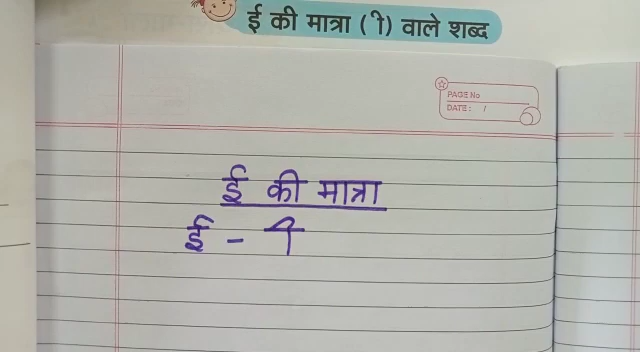 ई की मात्रा (ी) वाले शब्द
PAGE No
DATE: /
ई की मात्रा
ई - ी